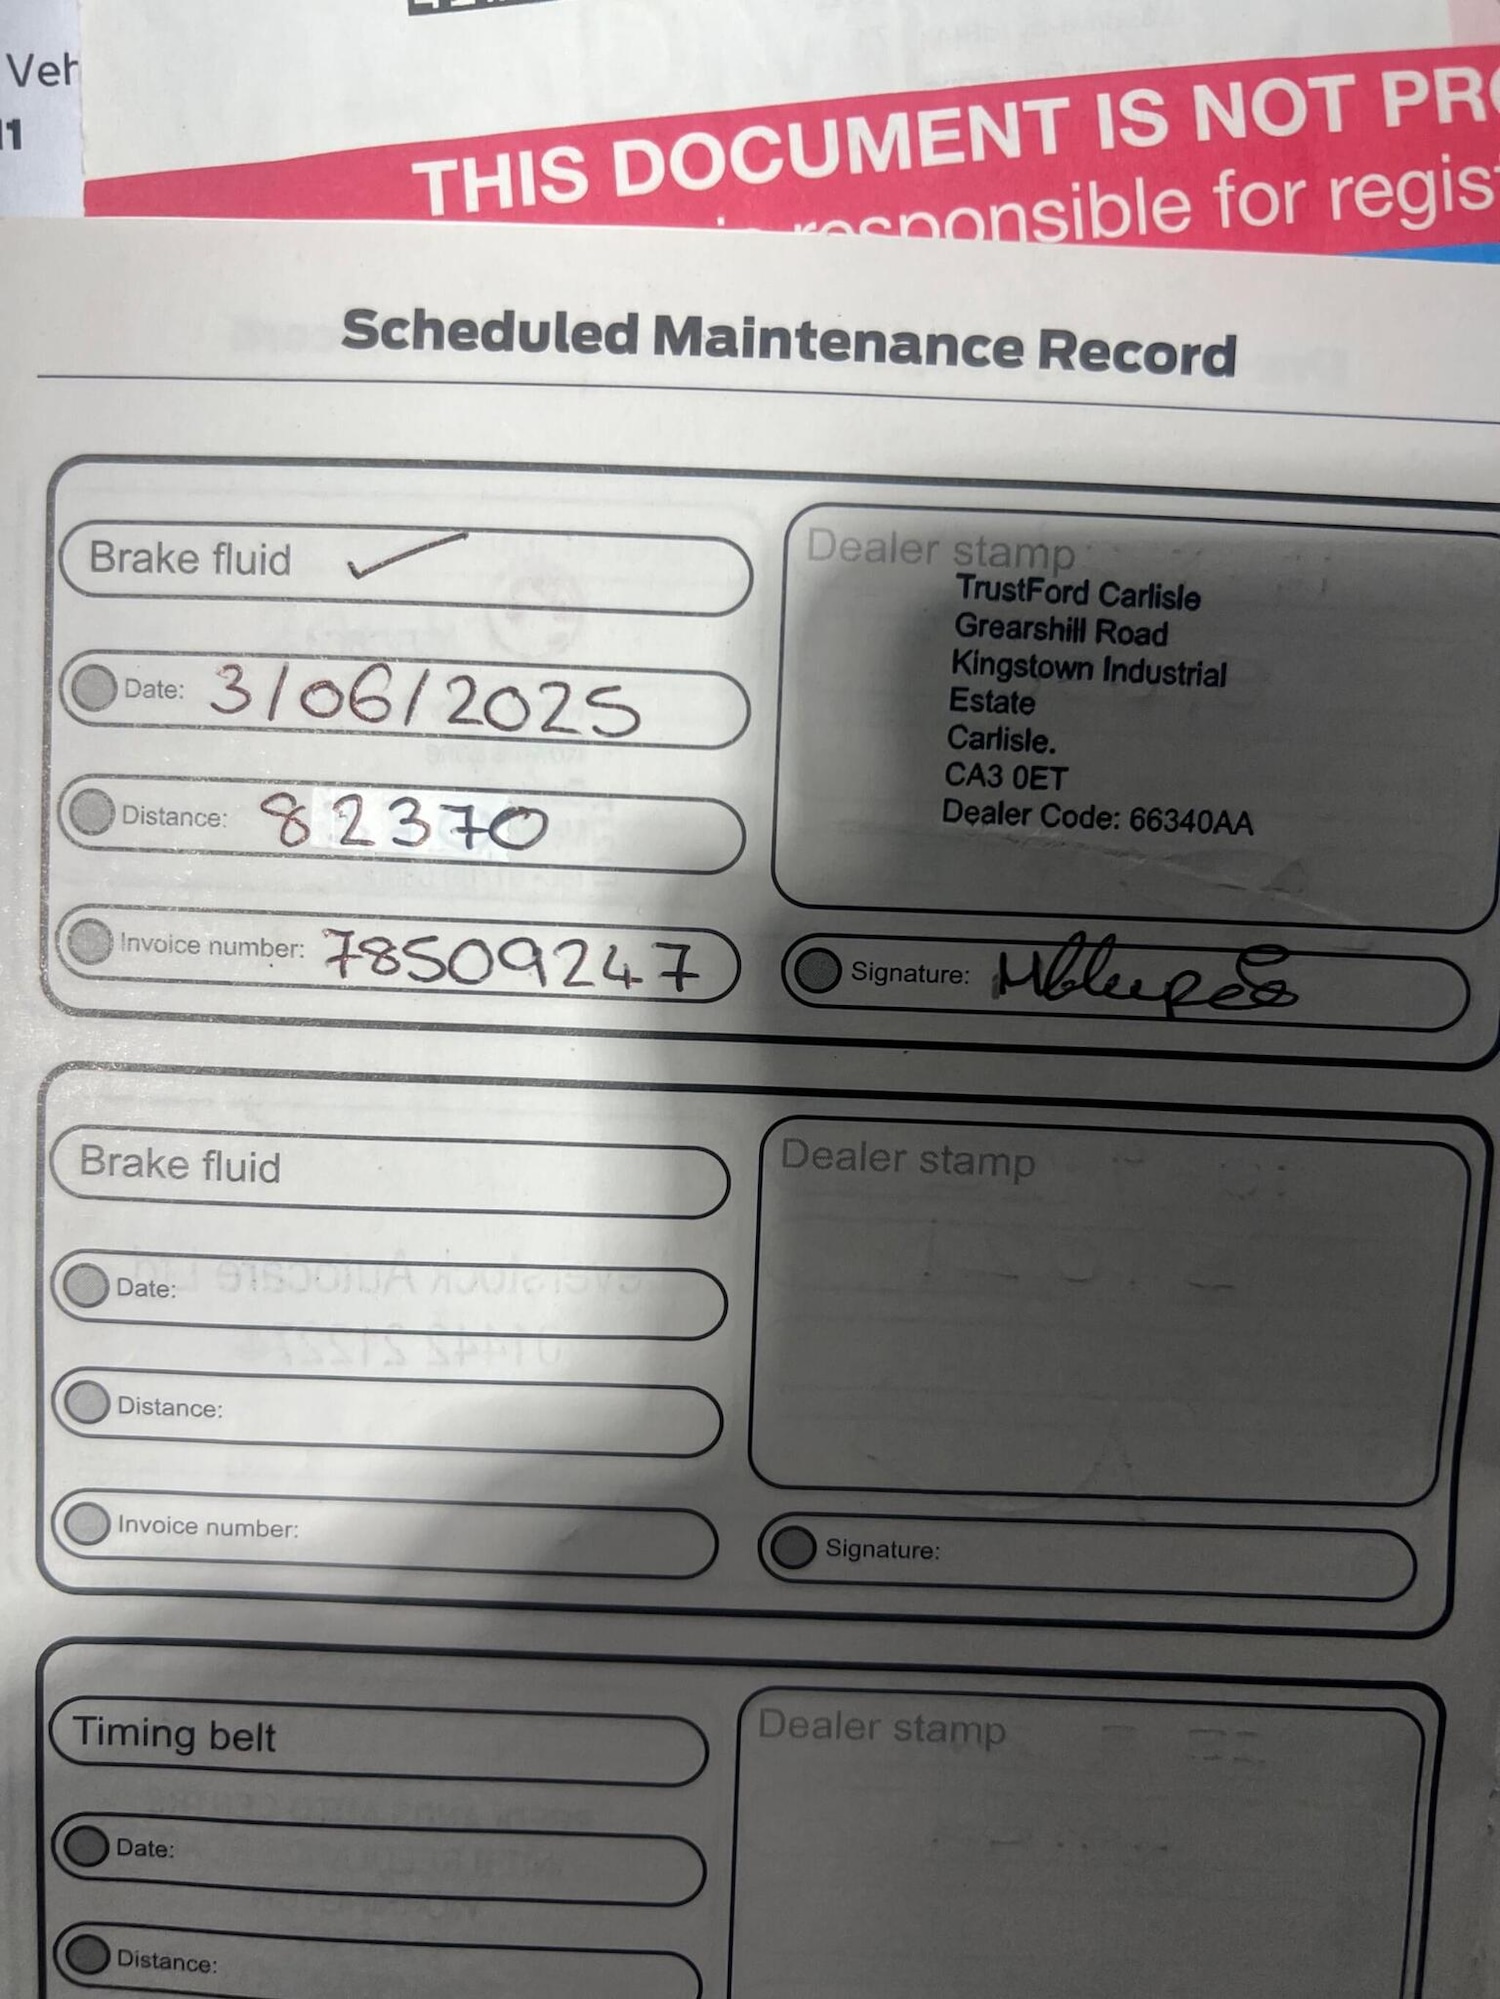 Veh
11
THIS DOCUMENT IS NOT PRO
responsible for regis
Scheduled Maintenance Record
Brake fluid ✓
Date: 3/06/2025
Distance: 82370
Invoice number: 78509247
Dealer stamp
TrustFord Carlisle
Grearshill Road
Kingstown Industrial
Estate
Carlisle.
CA3 0ET
Dealer Code: 66340AA
Signature:
Brake fluid
Date:
Distance:
Invoice number:
Dealer stamp
Signature:
Timing belt
Date:
Distance:
Dealer stamp